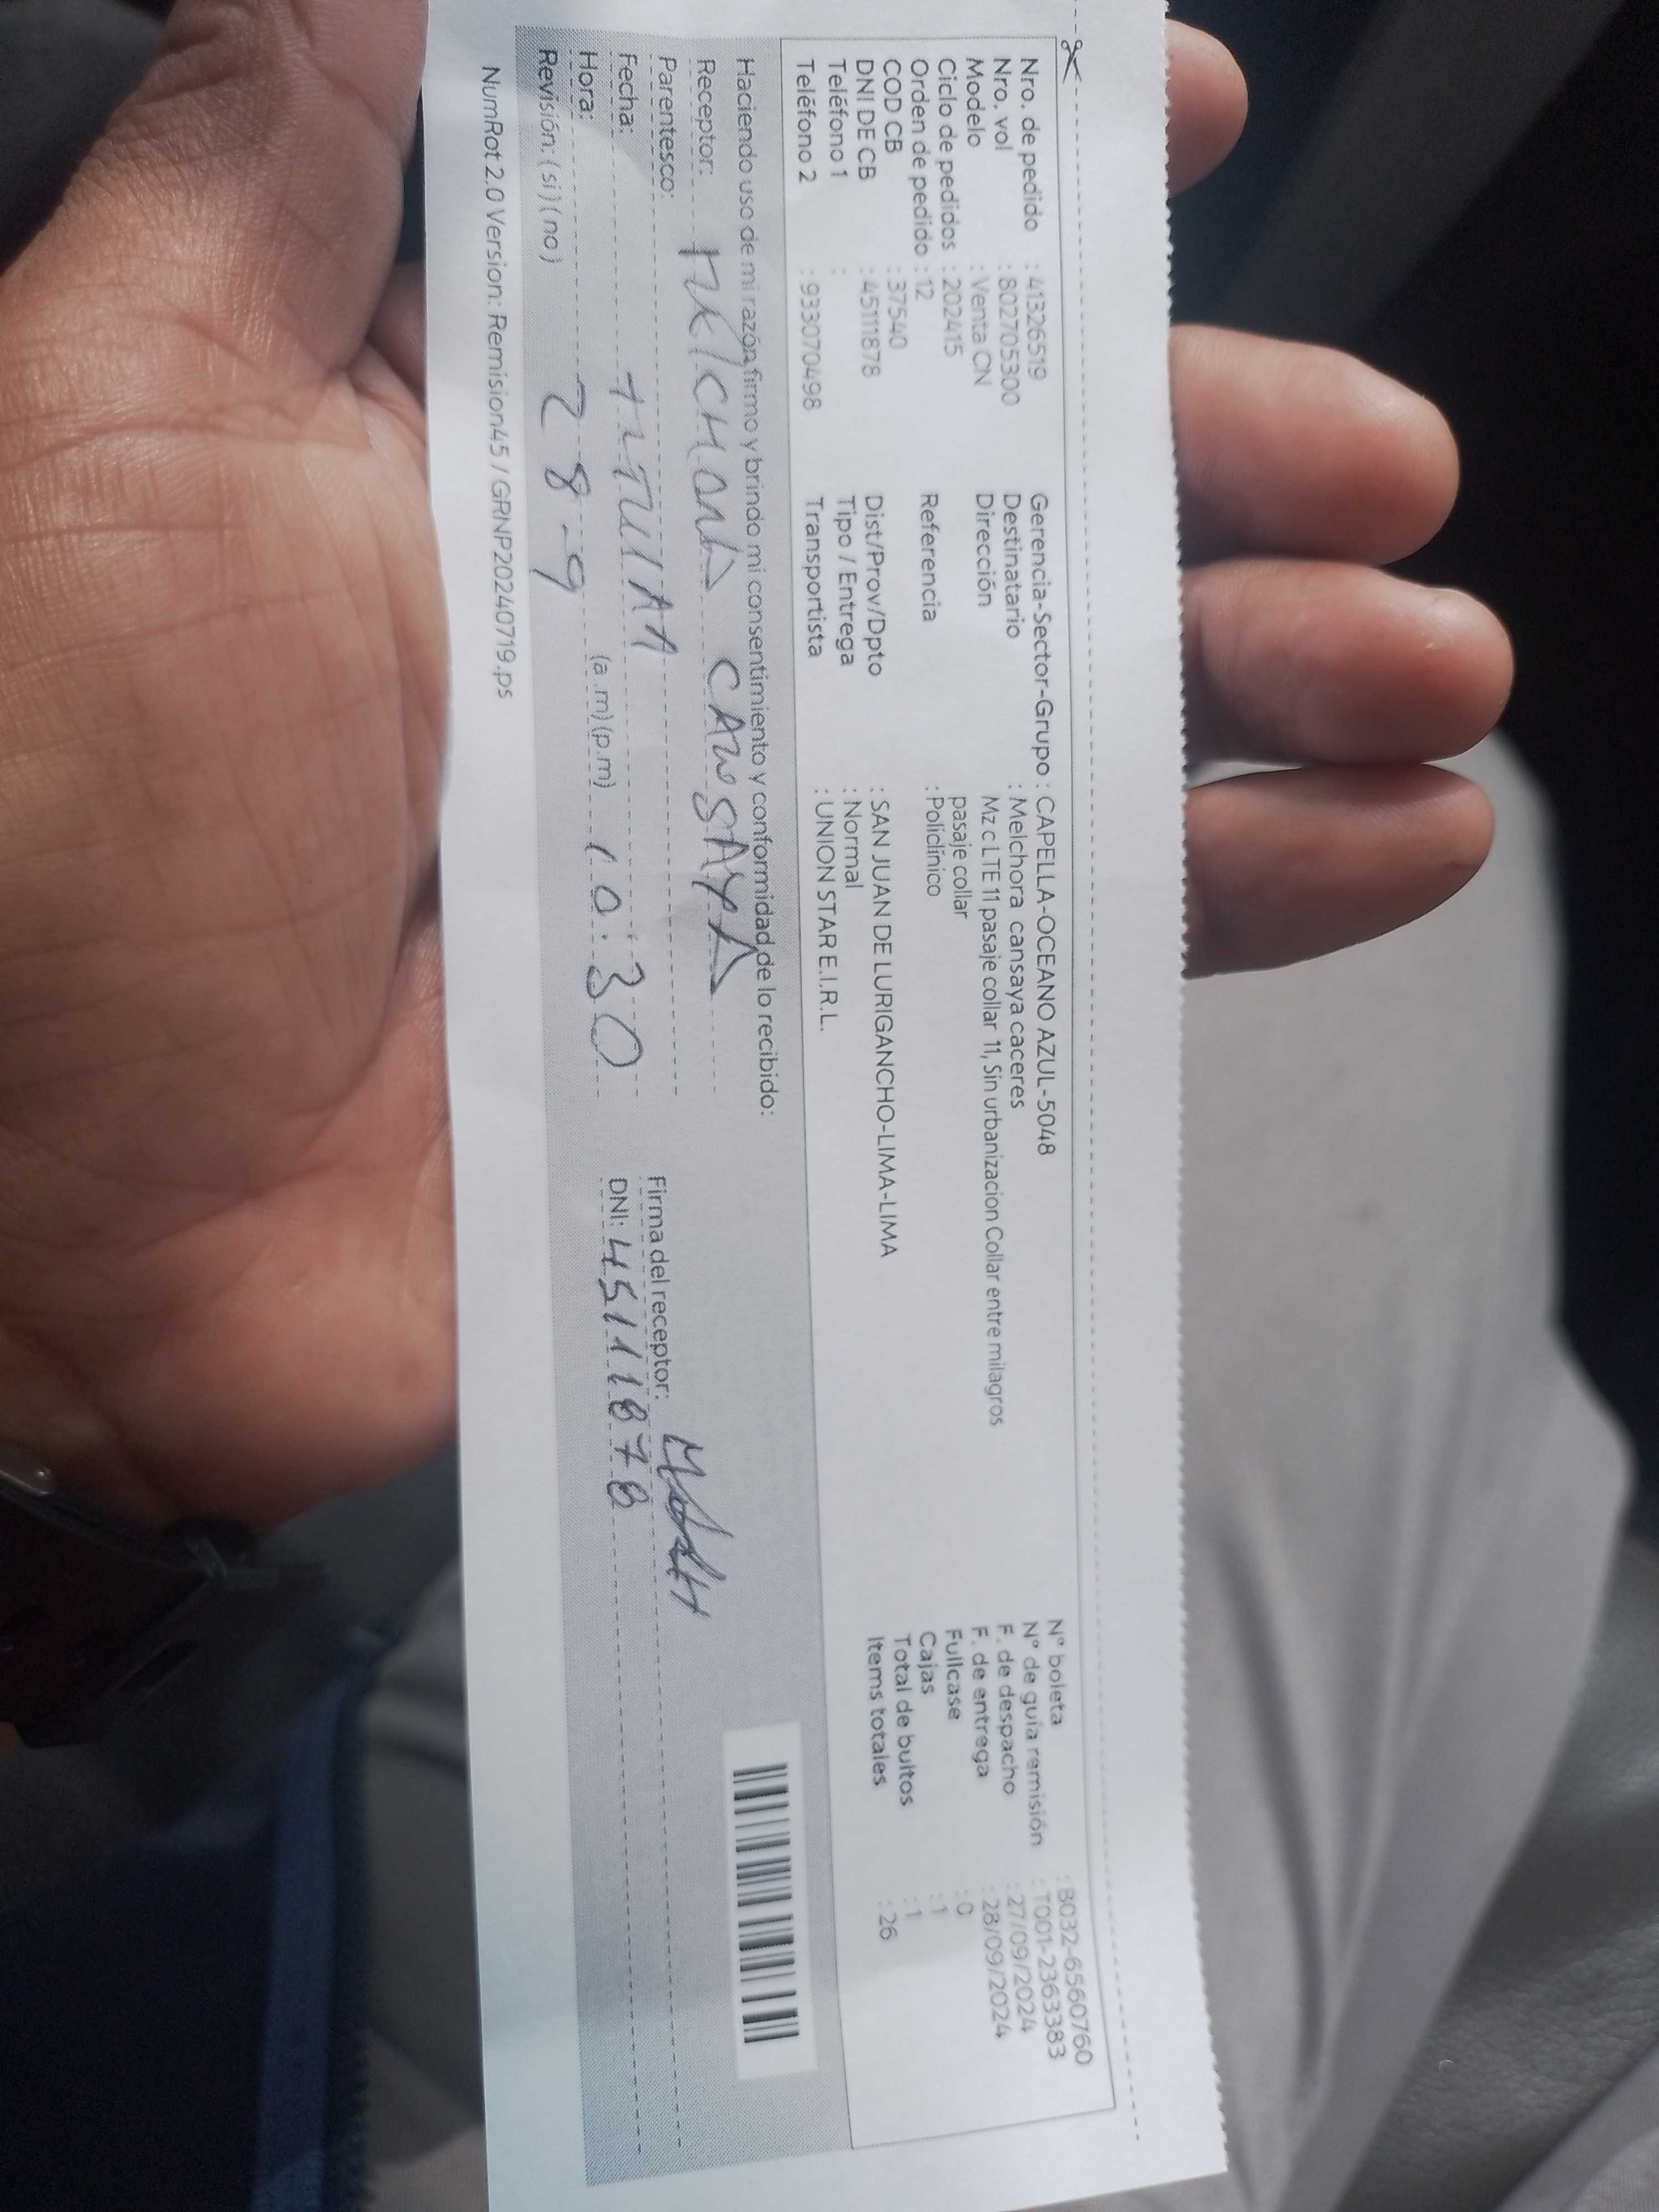 Nro. de pedido : 41326519
Nro. vol : 802705300
Modelo : Venta CN
Ciclo de pedidos : 202415
Orden de pedido : 12
COD CB : 37540
DNI DE CB : 45111878
Teléfono 1 :
Teléfono 2 : 933070498
Gerencia-Sector-Grupo : CAPELLA-OCEANO AZUL-5048
Destinatario : Melchora cansaya caceres
Dirección Mz c LTE 11 pasaje collar 11, Sin urbanizacion Collar entre milagros
pasaje collar
Referencia : Policlínico
Dist/Prov/Dpto : SAN JUAN DE LURIGANCHO-LIMA-LIMA
Tipo / Entrega : Normal
Transportista : UNION STAR E.I.R.L.
N° boleta : B032-6560760
N° de guía remisión : T001-2363383
F. de despacho : 27/09/2024
F. de entrega : 28/09/2024
Fullcase : 0
Cajas : 1
Total de bultos : 1
Items totales : 26
Haciendo uso de mi razón, firmo y brindo mi consentimiento y conformidad de lo recibido:
Receptor:
Parentesco:
Fecha: 28-9
Hora: (a.m) (p.m) 10:30
Revisión: (si) (no)
Firma del receptor:
DNI: 45111878
NumRot 2.0 Version: Remision45 / GRNP20240719.ps